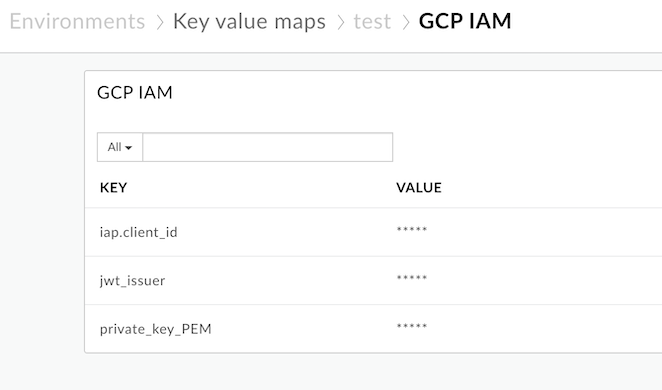 Environments > Key value maps > test > GCP IAM
GCP IAM
All
KEY VALUE
iap.client_id *****
jwt_issuer *****
private_key_PEM *****